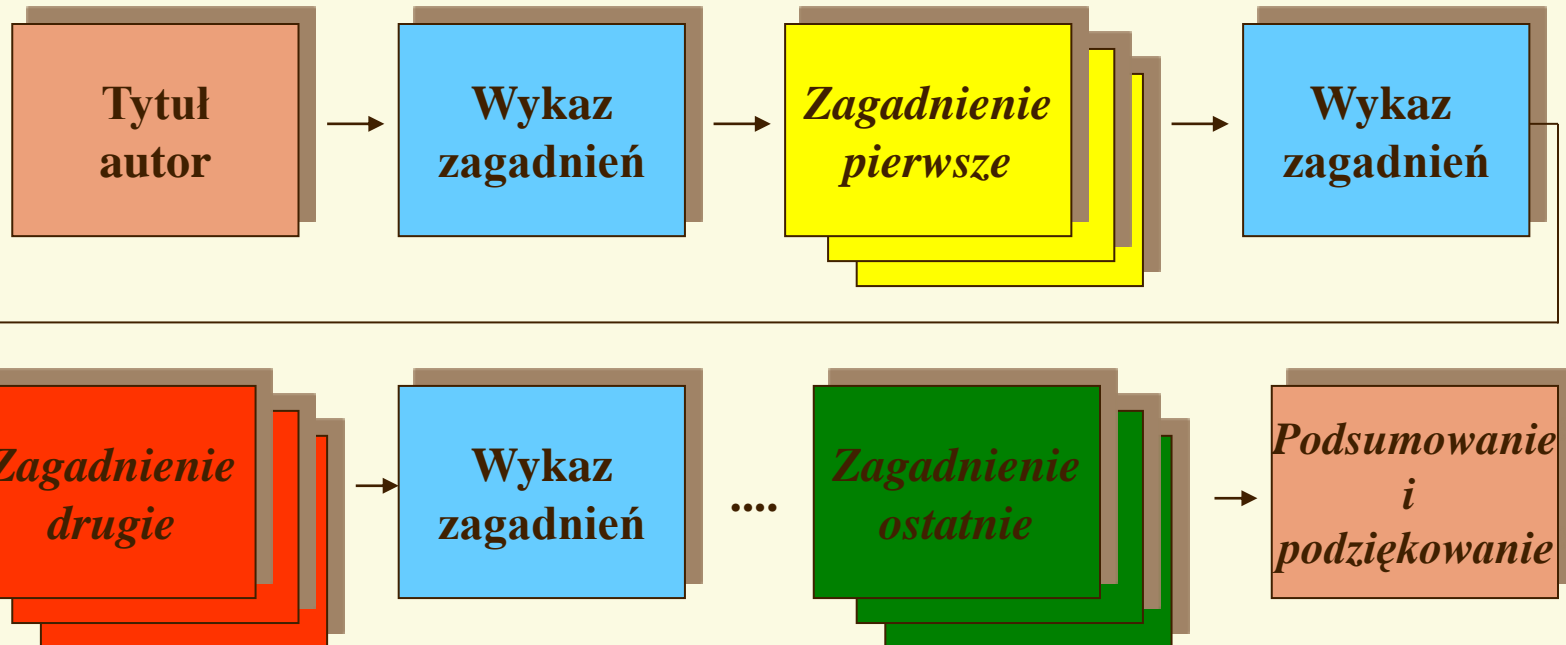 Tytuł
autor
Wykaz
zagadnień
Zagadnienie
pierwsze
Wykaz
zagadnień
Zagadnienie
drugie
Wykaz
zagadnień
....
Zagadnienie
ostatnie
Podsumowanie
i
podziękowanie